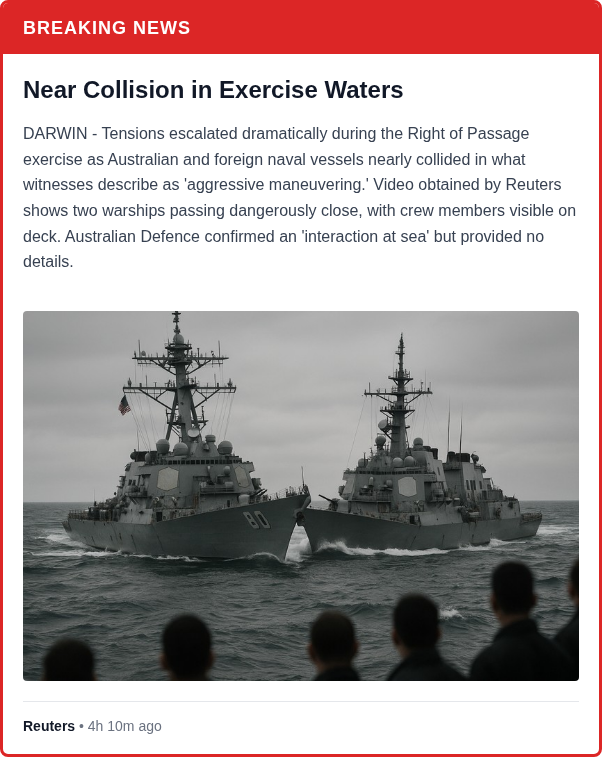 BREAKING NEWS
Near Collision in Exercise Waters
DARWIN - Tensions escalated dramatically during the Right of Passage
exercise as Australian and foreign naval vessels nearly collided in what
witnesses describe as 'aggressive maneuvering.' Video obtained by Reuters
shows two warships passing dangerously close, with crew members visible on
deck. Australian Defence confirmed an 'interaction at sea' but provided no
details.
80
Reuters • 4h 10m ago